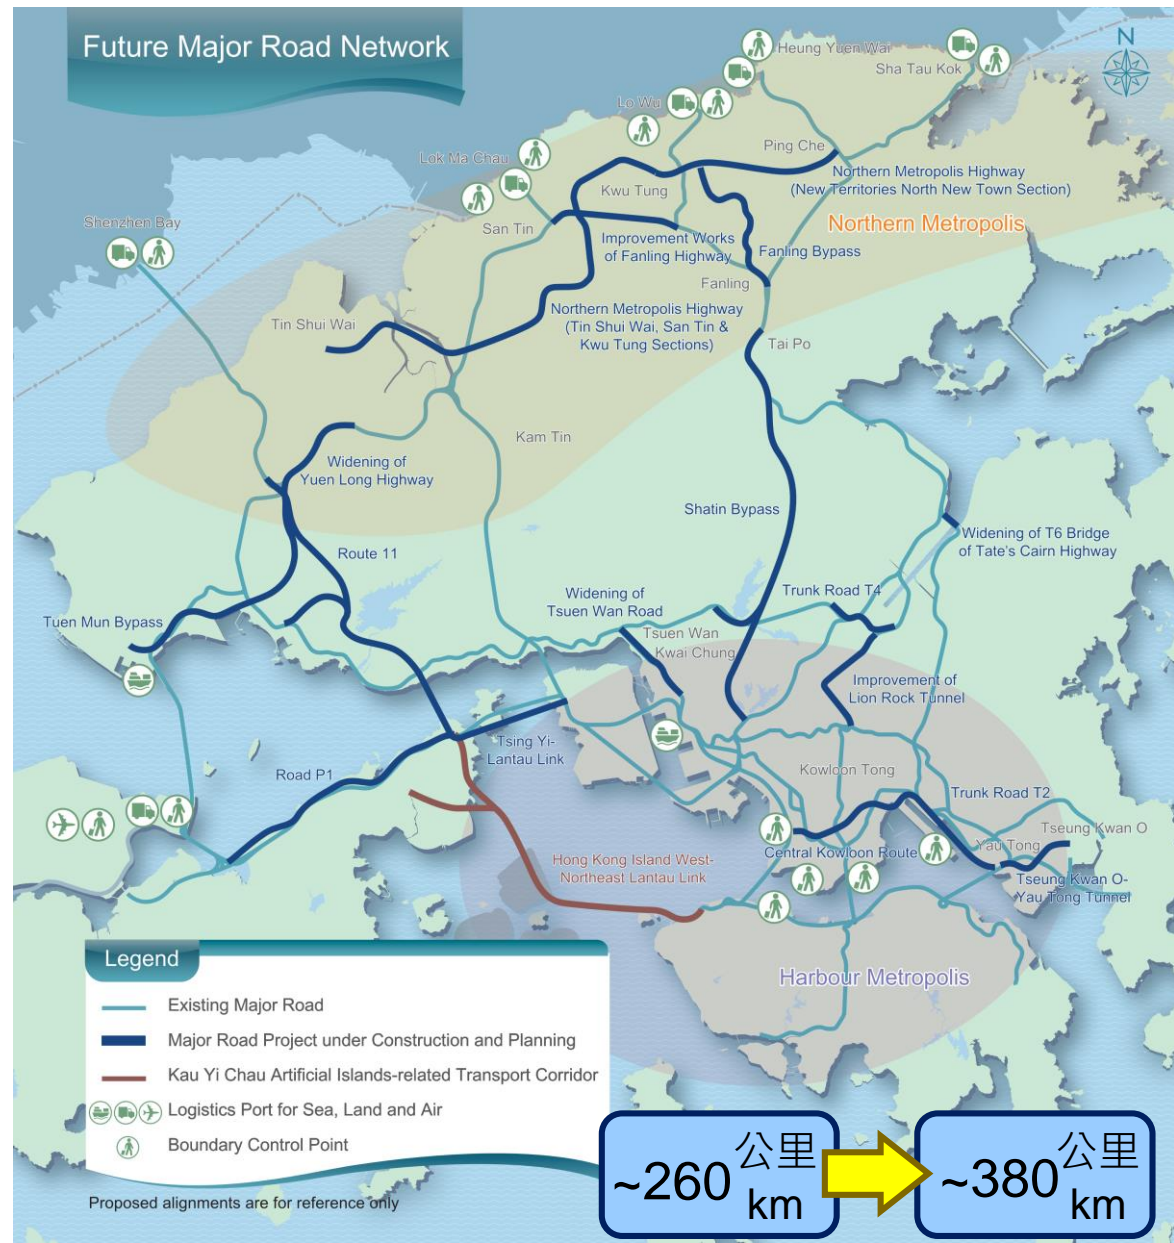 Future Major Road Network
N
Heung Yuen Wai
Sha Tau Kok
Lo Wu
Ping Che
Lok Ma Chau
Northern Metropolis Highway
(New Territories North New Town Section)
Kwu Tung
Shenzhen Bay
San Tin
Northern Metropolis
Improvement Works
of Fanling Highway
Fanling Bypass
Fanling
Northern Metropolis Highway
(Tin Shui Wai, San Tin &
Kwu Tung Sections)
Tin Shui Wai
Tai Po
Kam Tin
Widening of
Yuen Long Highway
Shatin Bypass
Widening of T6 Bridge
of Tate's Cairn Highway
Route 11
Widening of
Tsuen Wan Road
Trunk Road T4
Tuen Mun Bypass
Tsuen Wan
Kwai Chung
Improvement of
Lion Rock Tunnel
Tsing Yi-
Lantau Link
Road P1
Kowloon Tong
Trunk Road T2
Tseung Kwan O
Yau Tong
Central Kowloon Route
Hong Kong Island West-
Northeast Lantau Link
Tseung Kwan O-
Yau Tong Tunnel
Harbour Metropolis
Legend
Existing Major Road
Major Road Project under Construction and Planning
Kau Yi Chau Artificial Islands-related Transport Corridor
Logistics Port for Sea, Land and Air
Boundary Control Point
Proposed alignments are for reference only
~260 公里
km
~380 公里
km